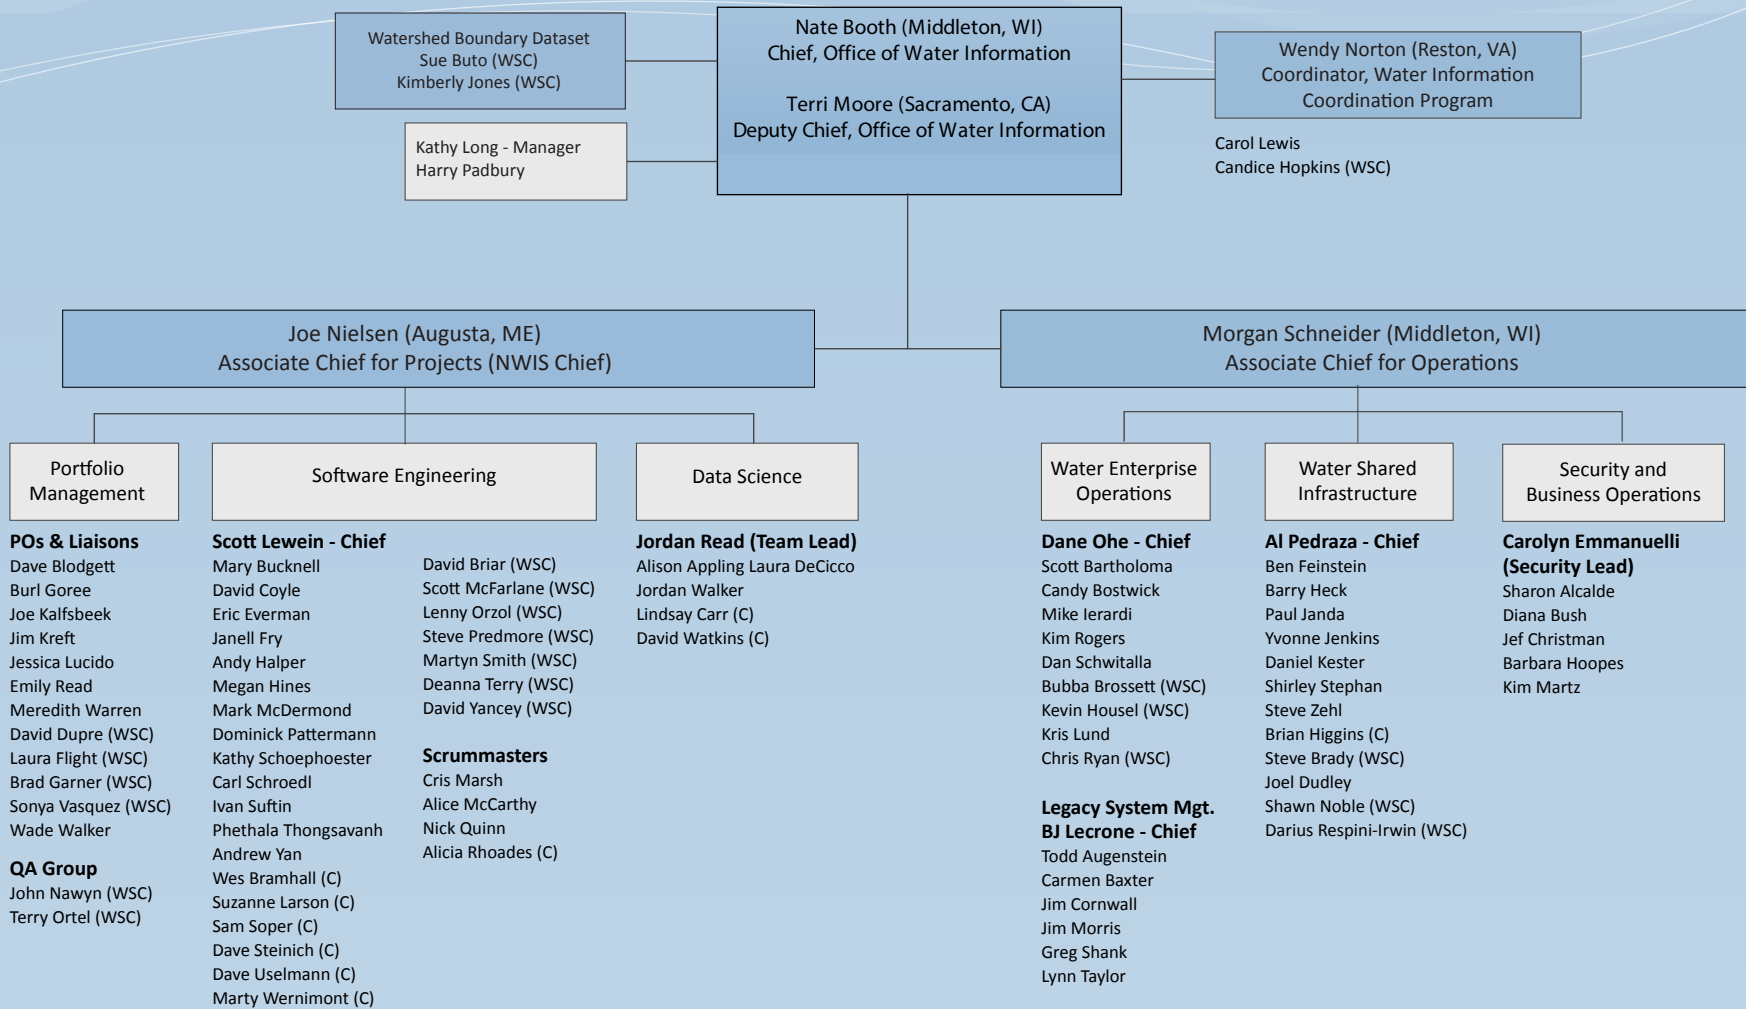 Watershed Boundary Dataset
Sue Buto (WSC)
Kimberly Jones (WSC)
Kathy Long - Manager
Harry Padbury
Nate Booth (Middleton, WI)
Chief, Office of Water Information
Terri Moore (Sacramento, CA)
Deputy Chief, Office of Water Information
Wendy Norton (Reston, VA)
Coordinator, Water Information
Coordination Program
Carol Lewis
Candice Hopkins (WSC)
Joe Nielsen (Augusta, ME)
Associate Chief for Projects (NWIS Chief)
Morgan Schneider (Middleton, WI)
Associate Chief for Operations
Portfolio
Management
POs & Liaisons
Dave Blodgett
Burl Goree
Joe Kalfsbeek
Jim Kreft
Jessica Lucido
Emily Read
Meredith Warren
David Dupre (WSC)
Laura Flight (WSC)
Brad Garner (WSC)
Sonya Vasquez (WSC)
Wade Walker
QA Group
John Nawyn (WSC)
Terry Ortel (WSC)
Software Engineering
Scott Lewein - Chief
Mary Bucknell
David Coyle
Eric Everman
Janell Fry
Andy Halper
Megan Hines
Mark McDermond
Dominick Pattermann
Kathy Schoephoester
Carl Schroedl
Ivan Suftin
Phethala Thongsavanh
Andrew Yan
Wes Bramhall (C)
Suzanne Larson (C)
Sam Soper (C)
Dave Steinich (C)
Dave Uselmann (C)
Marty Wernimont (C)
David Briar (WSC)
Scott McFarlane (WSC)
Lenny Orzol (WSC)
Steve Predmore (WSC)
Martyn Smith (WSC)
Deanna Terry (WSC)
David Yancey (WSC)
Scrummasters
Cris Marsh
Alice McCarthy
Nick Quinn
Alicia Rhoades (C)
Data Science
Jordan Read (Team Lead)
Alison Appling Laura DeCicco
Jordan Walker
Lindsay Carr (C)
David Watkins (C)
Water Enterprise
Operations
Dane Ohe - Chief
Scott Bartholoma
Candy Bostwick
Mike Ierardi
Kim Rogers
Dan Schwitalla
Bubba Brossett (WSC)
Kevin Housel (WSC)
Kris Lund
Chris Ryan (WSC)
Legacy System Mgt.
BJ Lecrone - Chief
Todd Augenstein
Carmen Baxter
Jim Cornwall
Jim Morris
Greg Shank
Lynn Taylor
Water Shared
Infrastructure
Al Pedraza - Chief
Ben Feinstein
Barry Heck
Paul Janda
Yvonne Jenkins
Daniel Kester
Shirley Stephan
Steve Zehl
Brian Higgins (C)
Steve Brady (WSC)
Joel Dudley
Shawn Noble (WSC)
Darius Respini-Irwin (WSC)
Security and
Business Operations
Carolyn Emmanuelli
(Security Lead)
Sharon Alcalde
Diana Bush
Jef Christman
Barbara Hoopes
Kim Martz